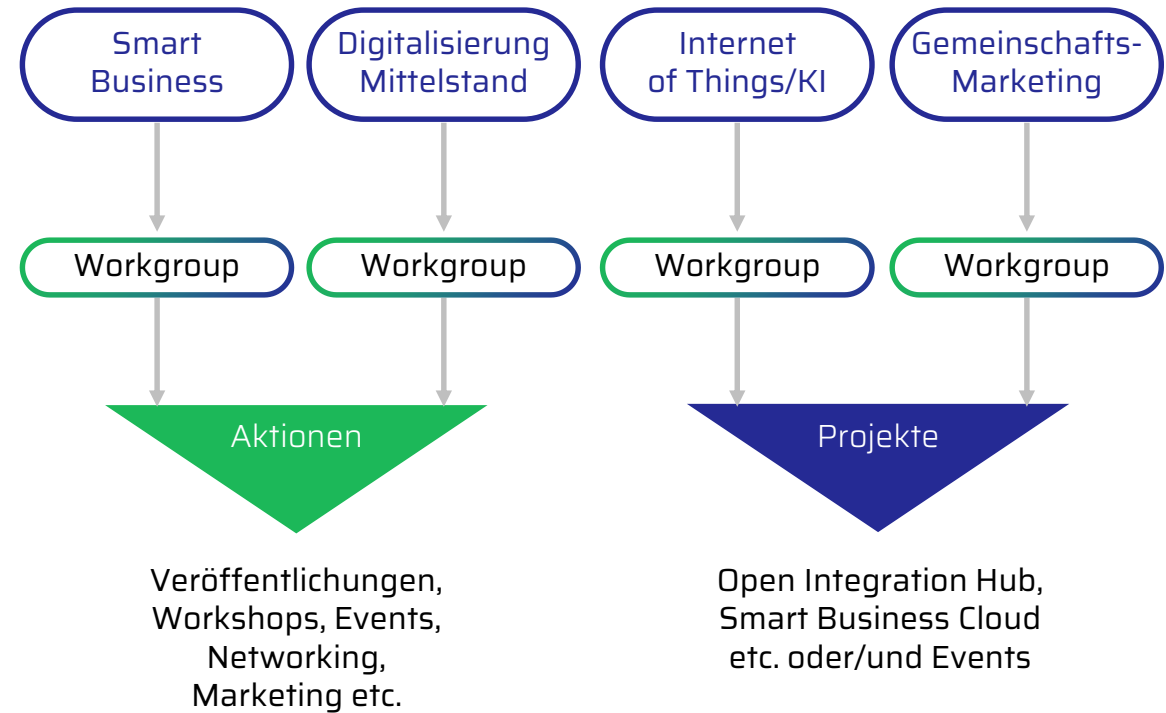 Smart
Business
Digitalisierung
Mittelstand
Internet
of Things/KI
Gemeinschafts-
Marketing
Workgroup
Workgroup
Workgroup
Workgroup
Aktionen
Projekte
Veröffentlichungen,
Workshops, Events,
Networking,
Marketing etc.
Open Integration Hub,
Smart Business Cloud
etc. oder/und Events